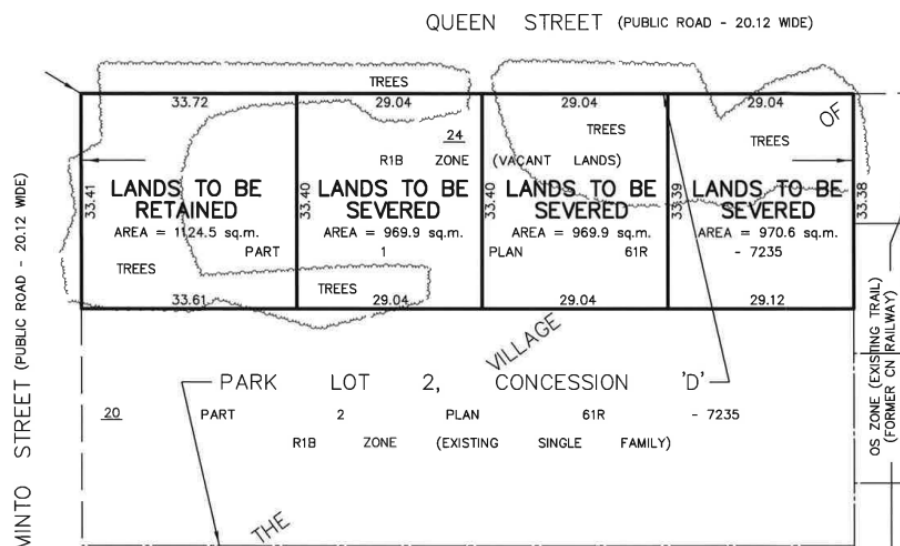 QUEEN STREET (PUBLIC ROAD - 20.12 WIDE)
TREES
33.72 29.04 29.04 29.04
OF
24 TREES TREES
R1B ZONE (VACANT LANDS)
LANDS TO BE RETAINED
AREA = 1124.5 sq.m.
LANDS TO BE SEVERED
AREA = 969.9 sq.m.
LANDS TO BE SEVERED
AREA = 969.9 sq.m.
LANDS TO BE SEVERED
AREA = 970.6 sq.m.
33.41 33.40 33.40 33.39 33.38
PART 1 PLAN 61R - 7235
TREES
TREES
33.61 29.04 29.04 29.12
VILLAGE
PARK LOT 2, CONCESSION 'D'
20 PART 2 PLAN 61R - 7235
R1B ZONE (EXISTING SINGLE FAMILY)
THE
MINTO STREET (PUBLIC ROAD - 20.12 WIDE)
OS ZONE (EXISTING TRAIL)
(FORMER CN RAILWAY)